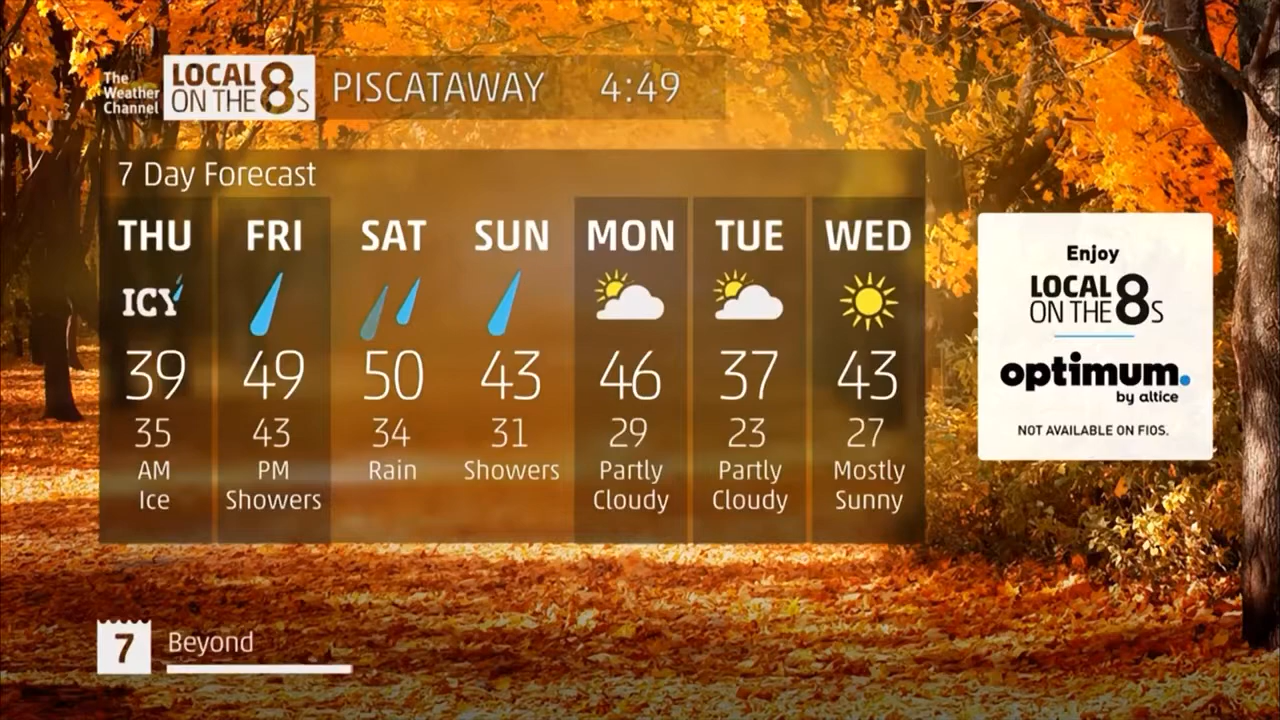 The
Weather
Channel
LOCAL
ON THE 8s
PISCATAWAY 4:49
7 Day Forecast
THU FRI SAT SUN MON TUE WED
ICY
39 49 50 43 46 37 43
35 43 34 31 29 23 27
AM PM Rain Showers Partly Partly Mostly
Ice Showers Cloudy Cloudy Sunny
Enjoy
LOCAL
ON THE 8s
optimum.
by altice
NOT AVAILABLE ON FIOS.
7 Beyond